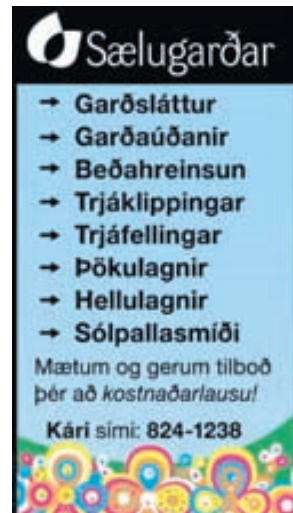 Sælugarðar
→ Garðsláttur
→ Garðaúðanir
→ Beðahreinsun
→ Trjáklippingar
→ Trjáfellingar
→ Þökulagnir
→ Hellulagnir
→ Sólpallasmíði
Mætum og gerum tilboð
þér að kostnaðarlausu!
Kári sími: 824-1238